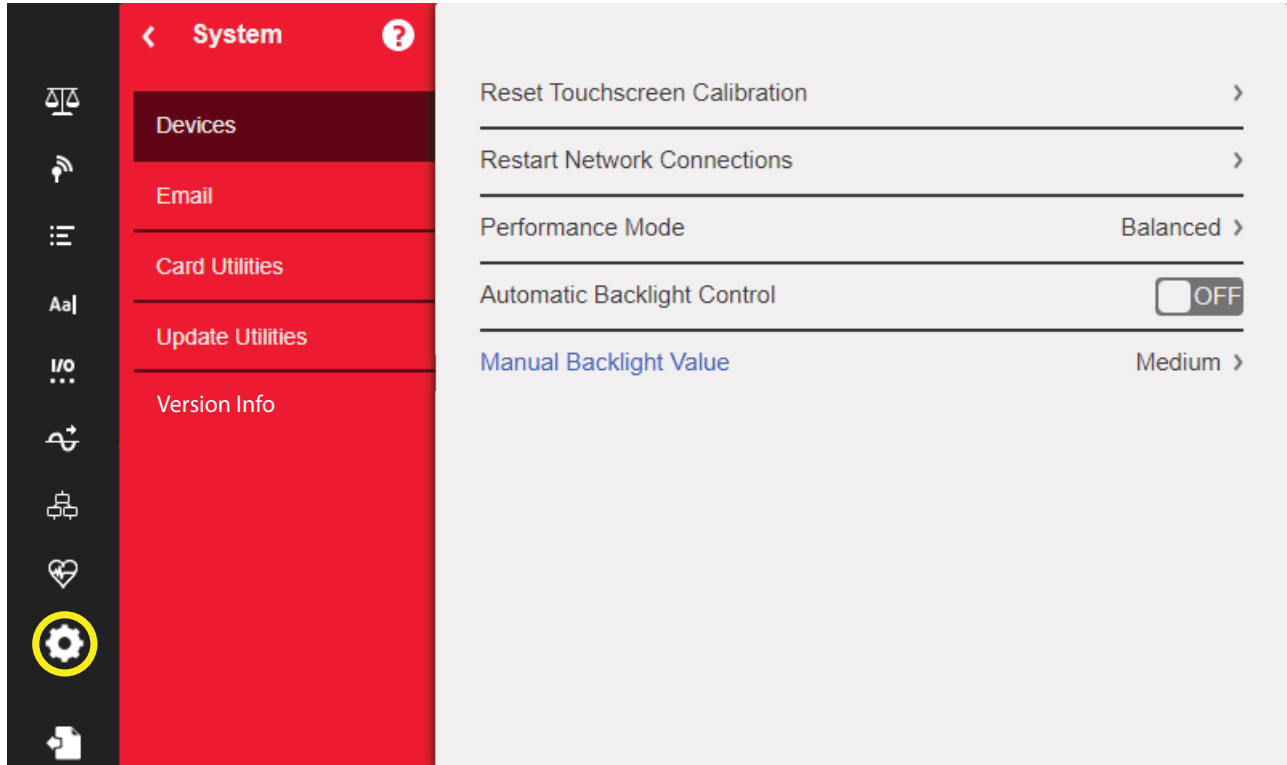 System
?
Devices
Email
Card Utilities
Update Utilities
Version Info
Aa
I/O
Reset Touchscreen Calibration
Restart Network Connections
Performance Mode Balanced
Automatic Backlight Control OFF
Manual Backlight Value Medium